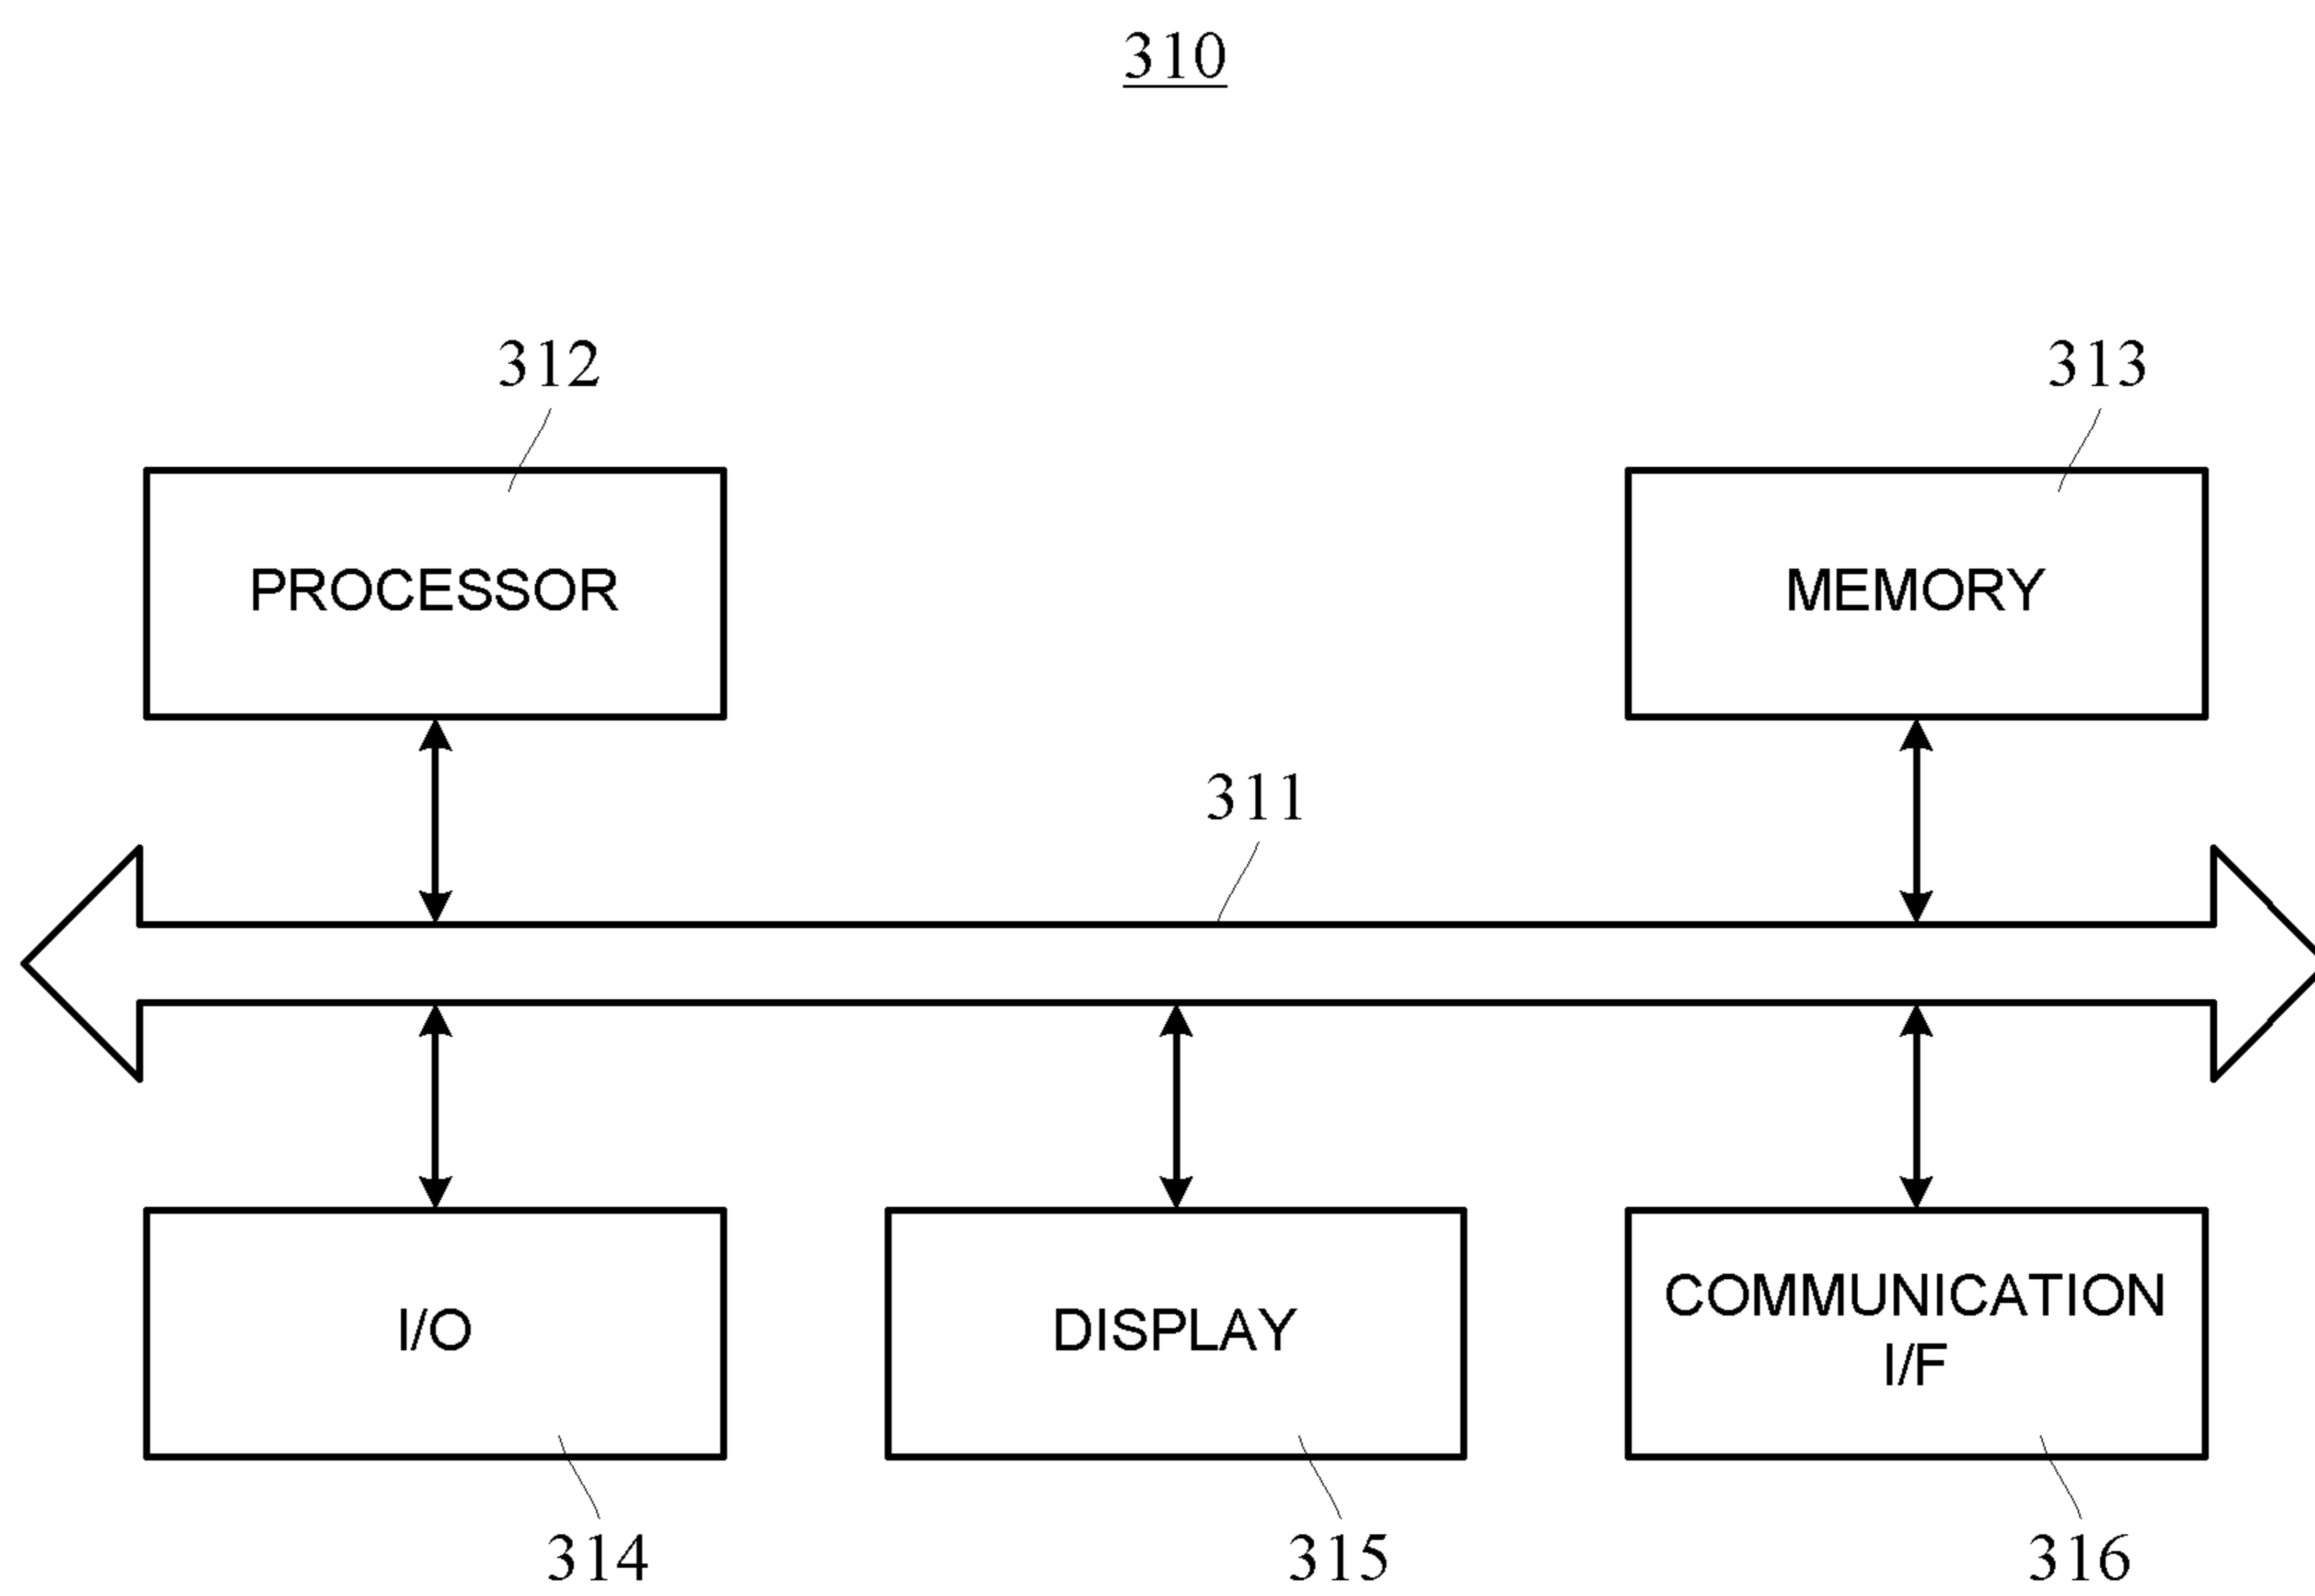 310
312
313
PROCESSOR
MEMORY
311
I/O
DISPLAY
COMMUNICATION
I/F
314
315
316